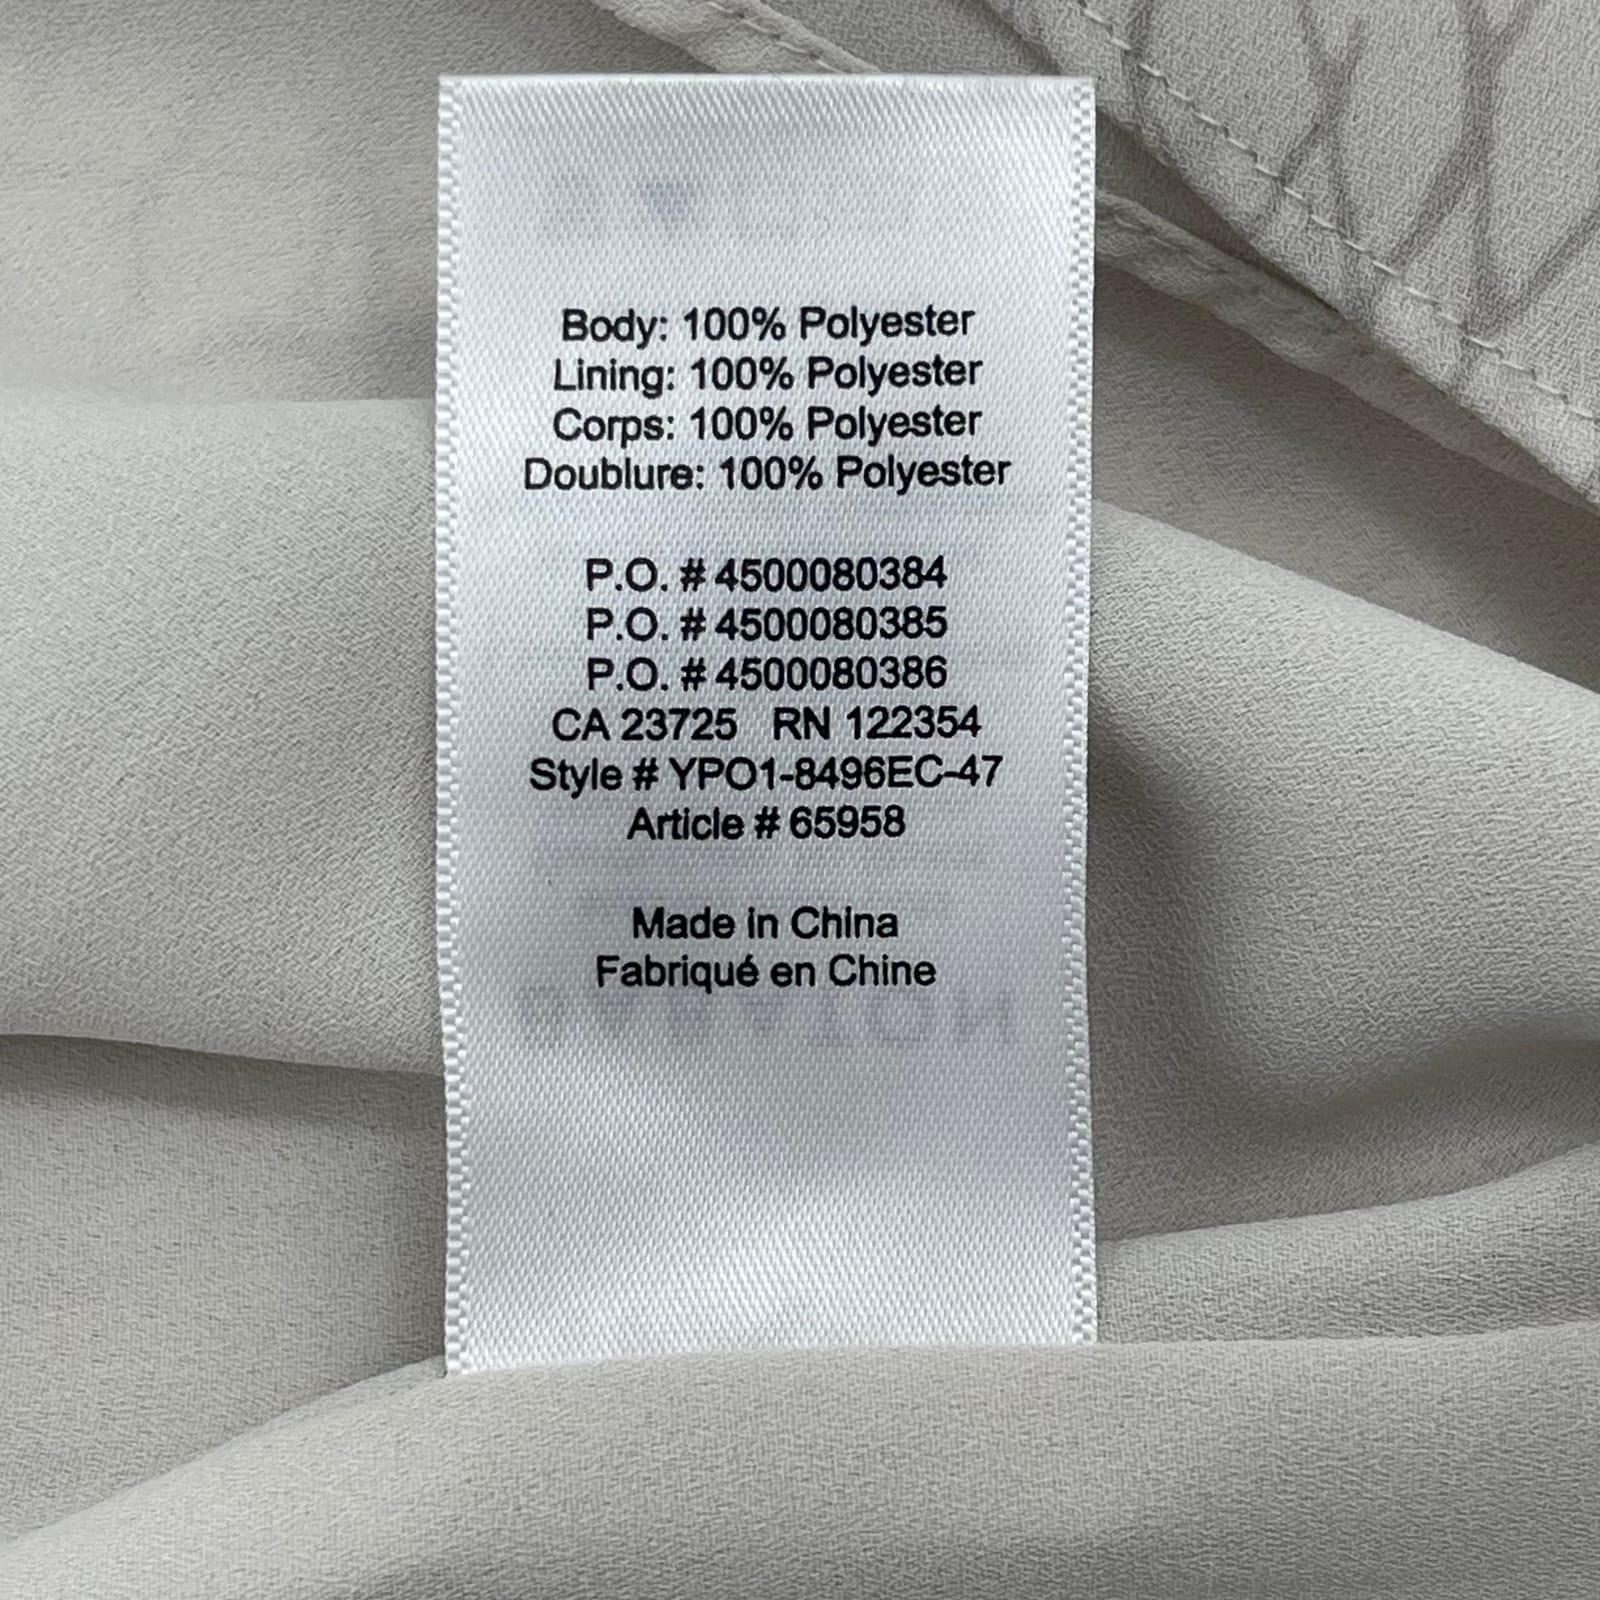 Body: 100% Polyester
Lining: 100% Polyester
Corps: 100% Polyester
Doublure: 100% Polyester
P.O. # 4500080384
P.O. # 4500080385
P.O. # 4500080386
CA 23725 RN 122354
Style # YPO1-8496EC-47
Article # 65958
Made in China
Fabriqué en Chine